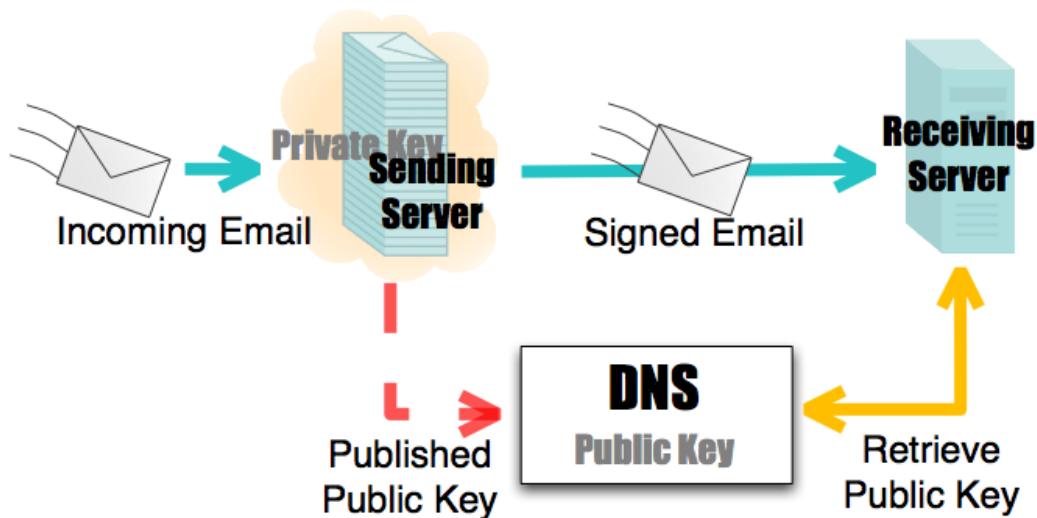 Private Key
Sending
Server
Receiving
Server
Incoming Email
Signed Email
DNS
Public Key
Published
Public Key
Retrieve
Public Key